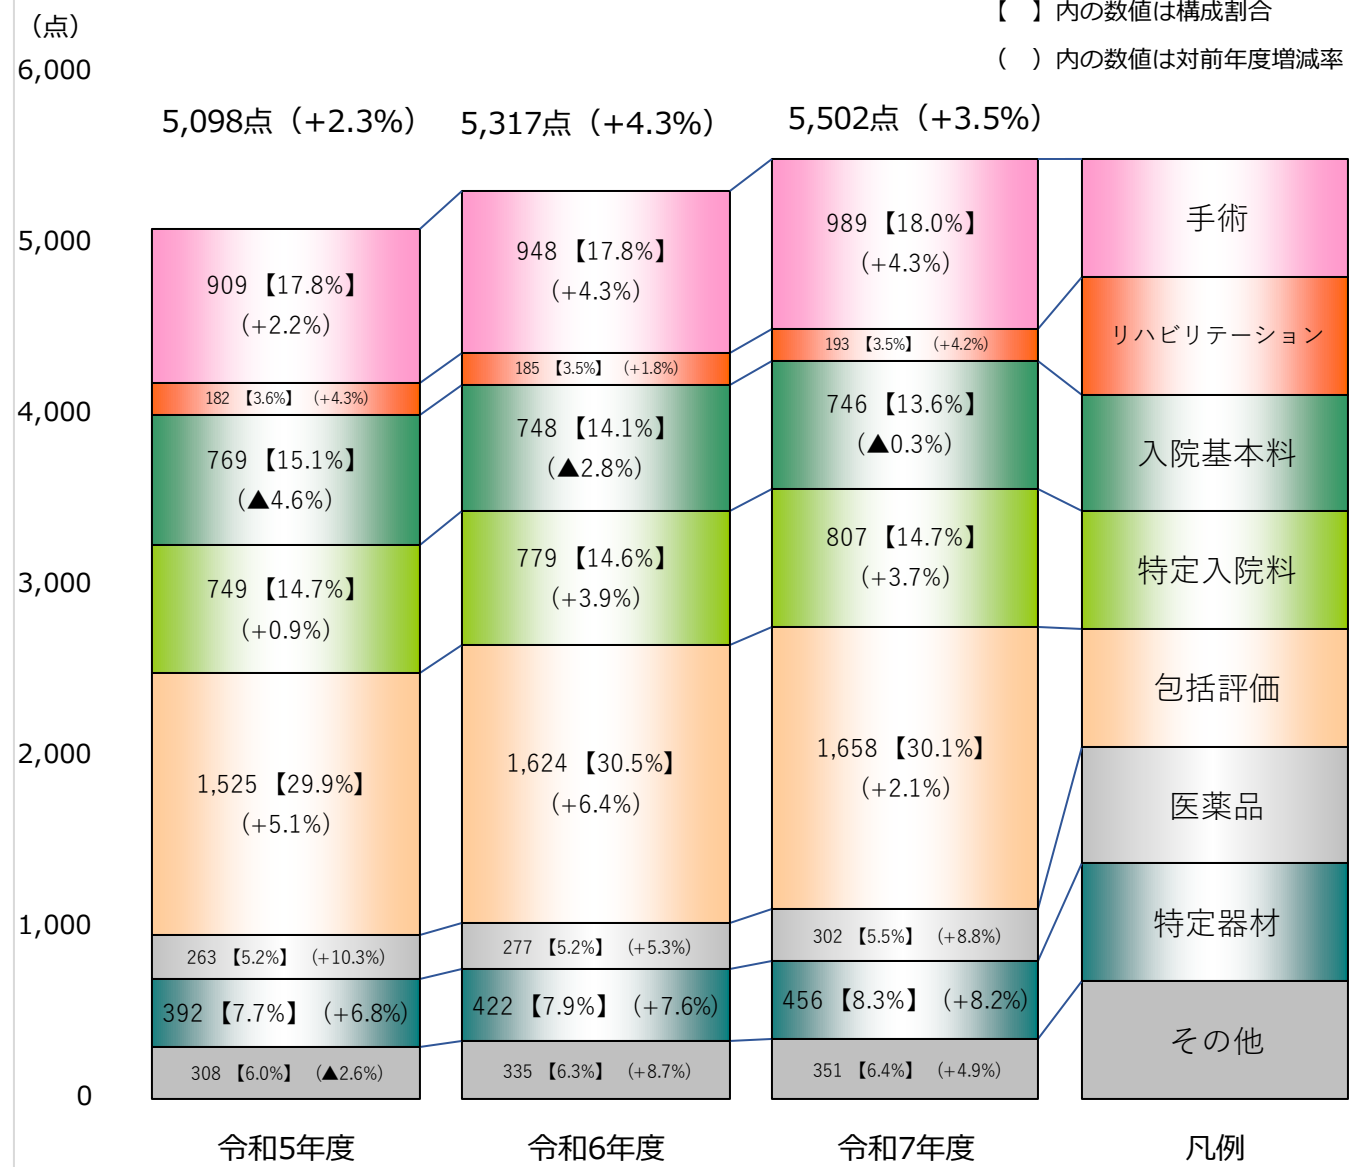 （点）
【　】内の数値は構成割合
（　）内の数値は対前年度増減率
6,000
5,000
4,000
3,000
2,000
1,000
0
5,098点（+2.3%）
909 【17.8%】
（+2.2%）
182 【3.6%】 （+4.3%）
769 【15.1%】
（▲4.6%）
749 【14.7%】
（+0.9%）
1,525 【29.9%】
（+5.1%）
263 【5.2%】 （+10.3%）
392 【7.7%】 （+6.8%）
308 【6.0%】 （▲2.6%）
令和5年度
5,317点（+4.3%）
948 【17.8%】
（+4.3%）
185 【3.5%】 （+1.8%）
748 【14.1%】
（▲2.8%）
779 【14.6%】
（+3.9%）
1,624 【30.5%】
（+6.4%）
277 【5.2%】 （+5.3%）
422 【7.9%】 （+7.6%）
335 【6.3%】 （+8.7%）
令和6年度
5,502点（+3.5%）
989 【18.0%】
（+4.3%）
193 【3.5%】 （+4.2%）
746 【13.6%】
（▲0.3%）
807 【14.7%】
（+3.7%）
1,658 【30.1%】
（+2.1%）
302 【5.5%】 （+8.8%）
456 【8.3%】 （+8.2%）
351 【6.4%】 （+4.9%）
令和7年度
手術
リハビリテーション
入院基本料
特定入院料
包括評価
医薬品
特定器材
その他
凡例